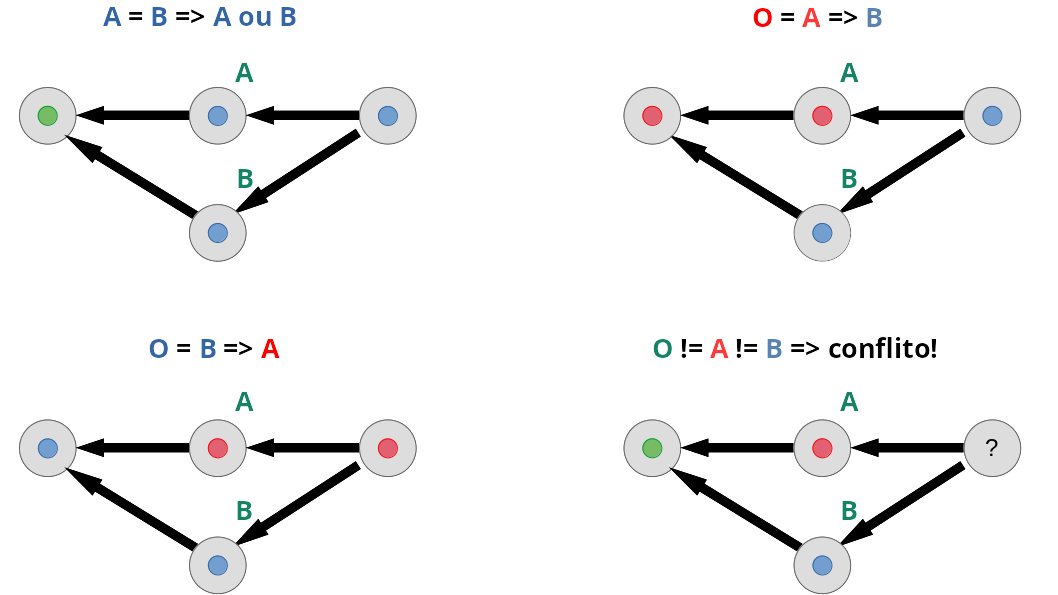 A = B => A ou B
A
B
O = A => B
A
B
O = B => A
A
B
O != A != B => conflito!
A
?
B